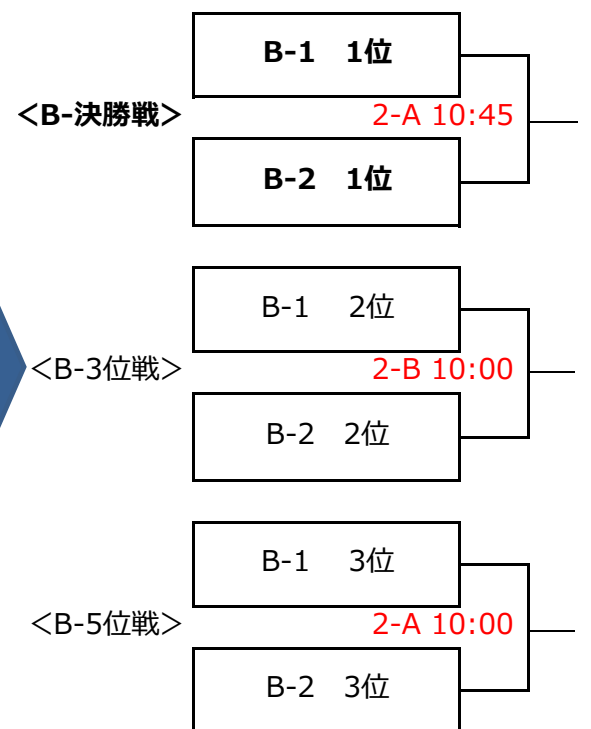 B-1 1位
＜B-決勝戦＞
2-A 10:45
B-2 1位
B-1 2位
＜B-3位戦＞
2-B 10:00
B-2 2位
B-1 3位
＜B-5位戦＞
2-A 10:00
B-2 3位